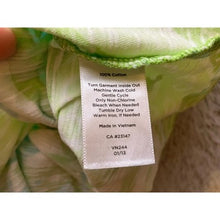 100% Cotton
Turn Garment Inside Out
Machine Wash Cold
Gentle Cycle
Only Non-Chlorine
Bleach When Needed
Tumble Dry Low
Warm Iron, If Needed
Made in Vietnam
CA #23147
VN244
01/12